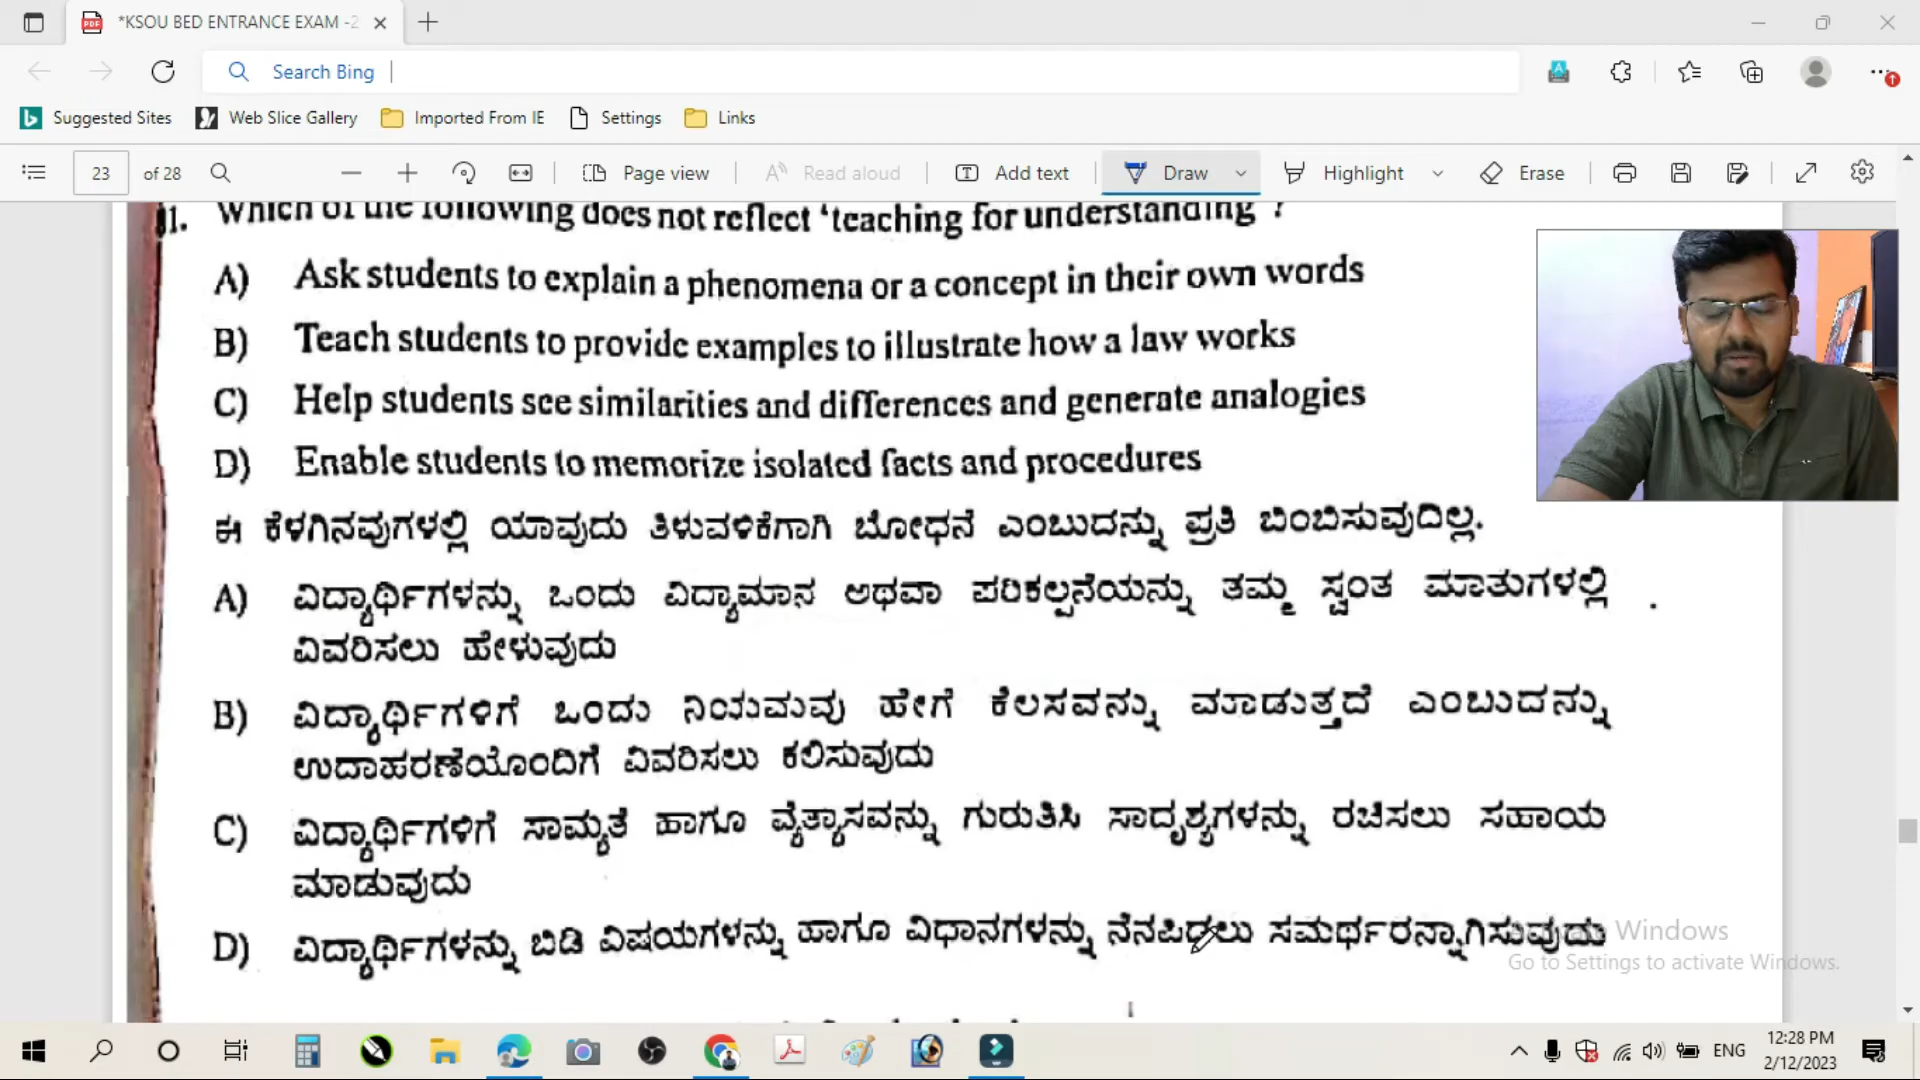 *KSOU BED ENTRANCE EXAM -2
Search Bing
Suggested Sites Web Slice Gallery Imported From IE Settings Links
23 of 28 Page view Read aloud Add text Draw Highlight Erase
11. Which of the following does not reflect ‘teaching for understanding’ ?
A) Ask students to explain a phenomena or a concept in their own words
B) Teach students to provide examples to illustrate how a law works
C) Help students see similarities and differences and generate analogies
D) Enable students to memorize isolated facts and procedures
ಈ ಕೆಳಗಿನವುಗಳಲ್ಲಿ ಯಾವುದು ತಿಳುವಳಿಕೆಗಾಗಿ ಬೋಧನೆ ಎಂಬುದನ್ನು ಪ್ರತಿ ಬಿಂಬಿಸುವುದಿಲ್ಲ.
A) ವಿದ್ಯಾರ್ಥಿಗಳನ್ನು ಒಂದು ವಿದ್ಯಾಮಾನ ಅಥವಾ ಪರಿಕಲ್ಪನೆಯನ್ನು ತಮ್ಮ ಸ್ವಂತ ಮಾತುಗಳಲ್ಲಿ
ವಿವರಿಸಲು ಹೇಳುವುದು
B) ವಿದ್ಯಾರ್ಥಿಗಳಿಗೆ ಒಂದು ನಿಯಮವು ಹೇಗೆ ಕೆಲಸವನ್ನು ಮಾಡುತ್ತದೆ ಎಂಬುದನ್ನು
ಉದಾಹರಣೆಯೊಂದಿಗೆ ವಿವರಿಸಲು ಕಲಿಸುವುದು
C) ವಿದ್ಯಾರ್ಥಿಗಳಿಗೆ ಸಾಮ್ಯತೆ ಹಾಗೂ ವ್ಯತ್ಯಾಸವನ್ನು ಗುರುತಿಸಿ ಸಾದೃಶ್ಯಗಳನ್ನು ರಚಿಸಲು ಸಹಾಯ
ಮಾಡುವುದು
D) ವಿದ್ಯಾರ್ಥಿಗಳನ್ನು ಬಿಡಿ ವಿಷಯಗಳನ್ನು ಹಾಗೂ ವಿಧಾನಗಳನ್ನು ನೆನಪಿಡಲು ಸಮರ್ಥರನ್ನಾಗಿಸುವುದು
Activate Windows
Go to Settings to activate Windows.
ENG
12:28 PM
2/12/2023